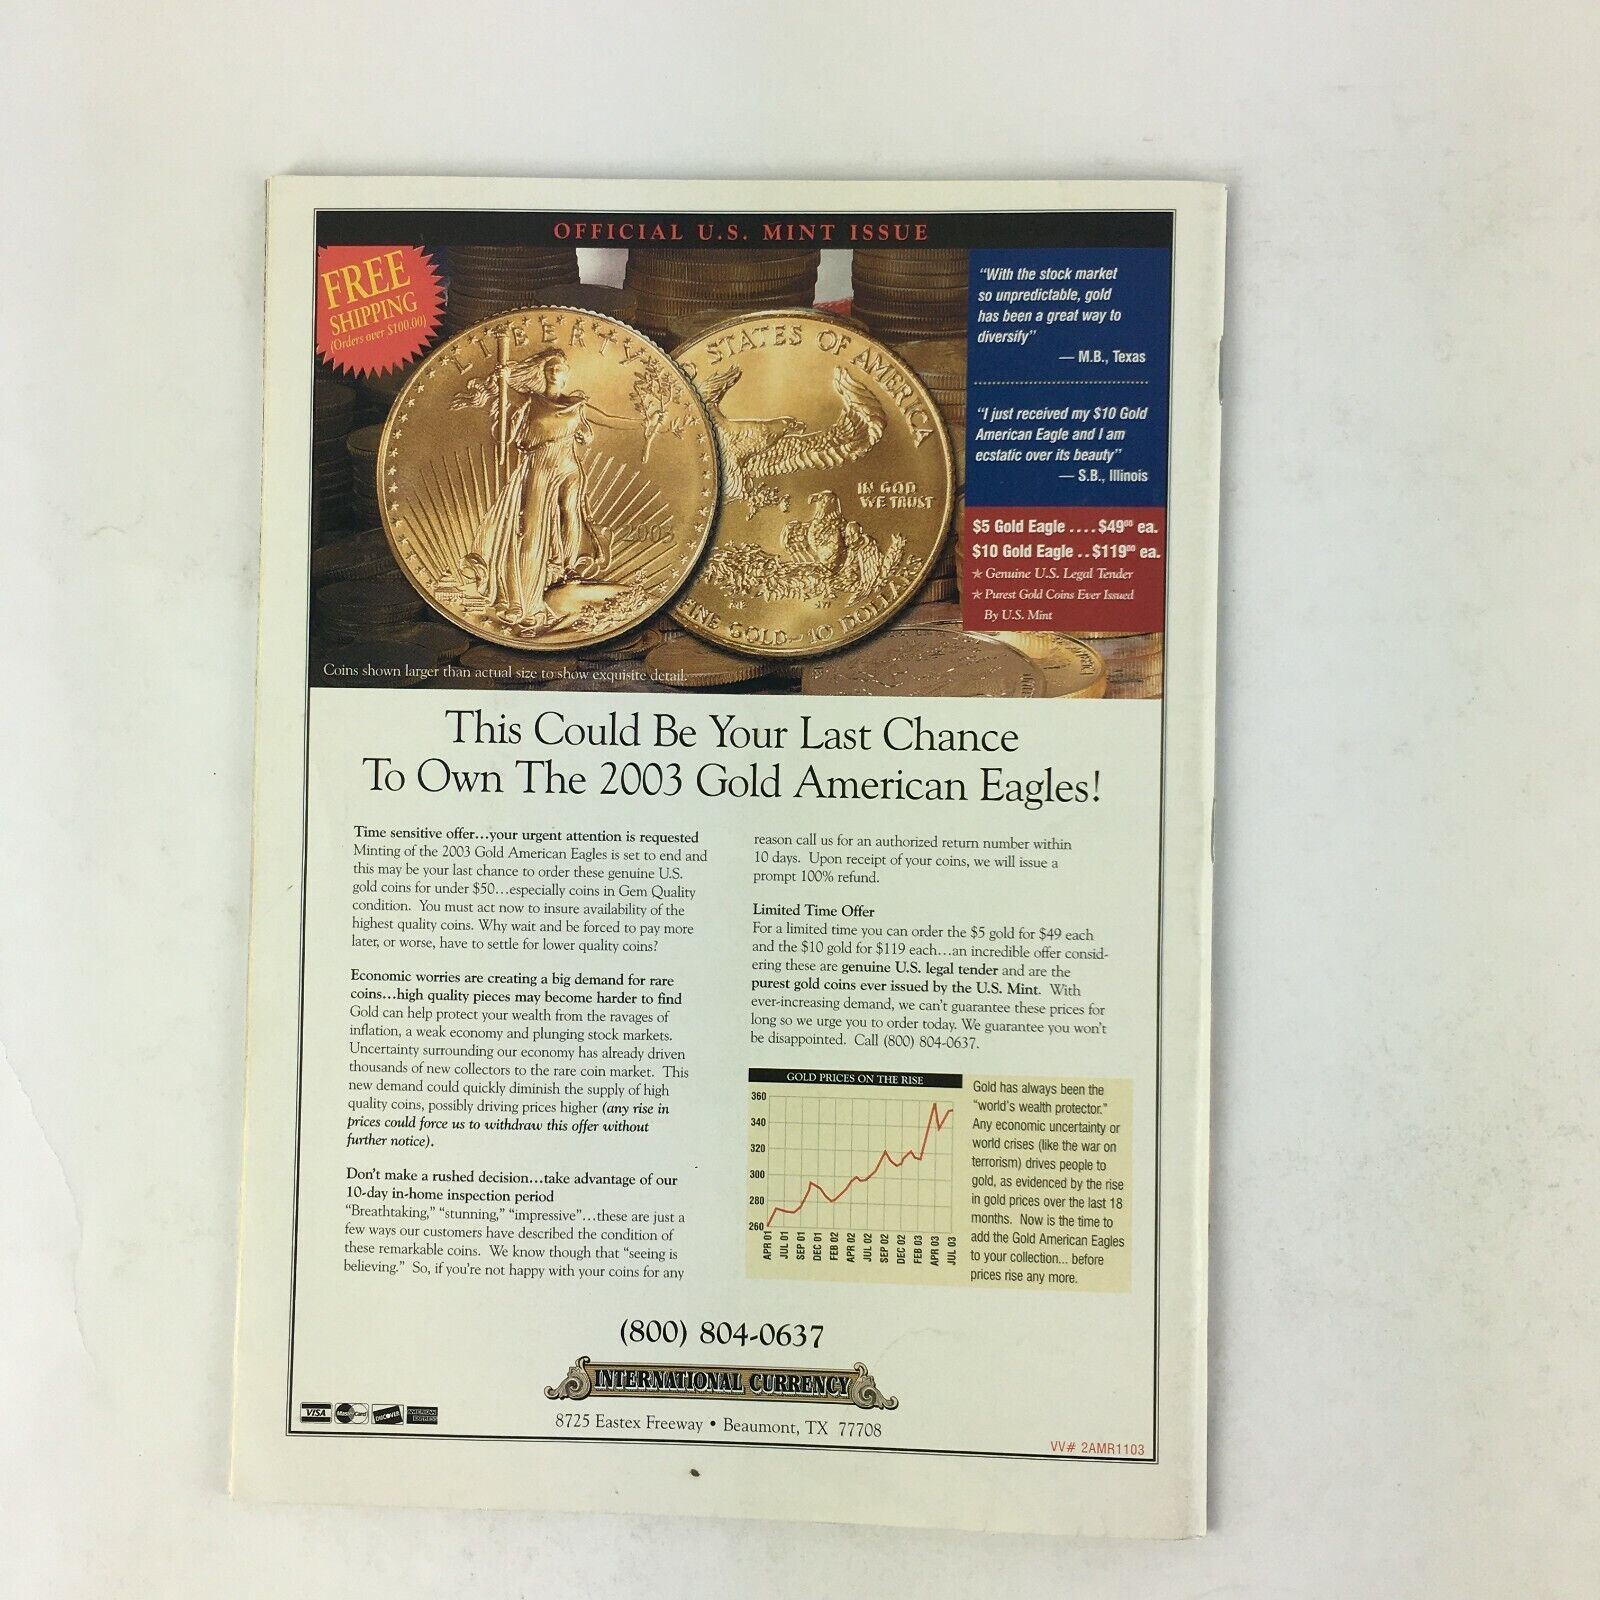 OFFICIAL U.S. MINT ISSUE
FREE
SHIPPING
(Orders over $100.00)
LIBERTY
2003
STATES OF AMERICA
IN GOD
WE TRUST
FINE GOLD–10 DOLLARS
Coins shown larger than actual size to show exquisite detail.
“With the stock market
so unpredictable, gold
has been a great way to
diversify”
— M.B., Texas
“I just received my $10 Gold
American Eagle and I am
ecstatic over its beauty”
— S.B., Illinois
$5 Gold Eagle .... $49⁰⁰ ea.
$10 Gold Eagle .. $119⁰⁰ ea.
★ Genuine U.S. Legal Tender
★ Purest Gold Coins Ever Issued
By U.S. Mint
This Could Be Your Last Chance
To Own The 2003 Gold American Eagles!
Time sensitive offer…your urgent attention is requested
Minting of the 2003 Gold American Eagles is set to end and
this may be your last chance to order these genuine U.S.
gold coins for under $50…especially coins in Gem Quality
condition. You must act now to insure availability of the
highest quality coins. Why wait and be forced to pay more
later, or worse, have to settle for lower quality coins?
Economic worries are creating a big demand for rare
coins…high quality pieces may become harder to find
Gold can help protect your wealth from the ravages of
inflation, a weak economy and plunging stock markets.
Uncertainty surrounding our economy has already driven
thousands of new collectors to the rare coin market. This
new demand could quickly diminish the supply of high
quality coins, possibly driving prices higher (any rise in
prices could force us to withdraw this offer without
further notice).
Don’t make a rushed decision…take advantage of our
10-day in-home inspection period
“Breathtaking,” “stunning,” “impressive”…these are just a
few ways our customers have described the condition of
these remarkable coins. We know though that “seeing is
believing.” So, if you’re not happy with your coins for any
reason call us for an authorized return number within
10 days. Upon receipt of your coins, we will issue a
prompt 100% refund.
Limited Time Offer
For a limited time you can order the $5 gold for $49 each
and the $10 gold for $119 each…an incredible offer consid-
ering these are genuine U.S. legal tender and are the
purest gold coins ever issued by the U.S. Mint. With
ever-increasing demand, we can’t guarantee these prices for
long so we urge you to order today. We guarantee you won’t
be disappointed. Call (800) 804-0637.
GOLD PRICES ON THE RISE
360
340
320
300
280
260
APR 01
JUL 01
SEP 01
DEC 01
FEB 02
APR 02
JUL 02
SEP 02
DEC 02
FEB 03
APR 03
JUL 03
Gold has always been the
“world’s wealth protector.”
Any economic uncertainty or
world crises (like the war on
terrorism) drives people to
gold, as evidenced by the rise
in gold prices over the last 18
months. Now is the time to
add the Gold American Eagles
to your collection... before
prices rise any more.
(800) 804-0637
INTERNATIONAL CURRENCY
8725 Eastex Freeway • Beaumont, TX 77708
VISA
MasterCard
DISCOVER
AMERICAN
EXPRESS
VV# 2AMR1103